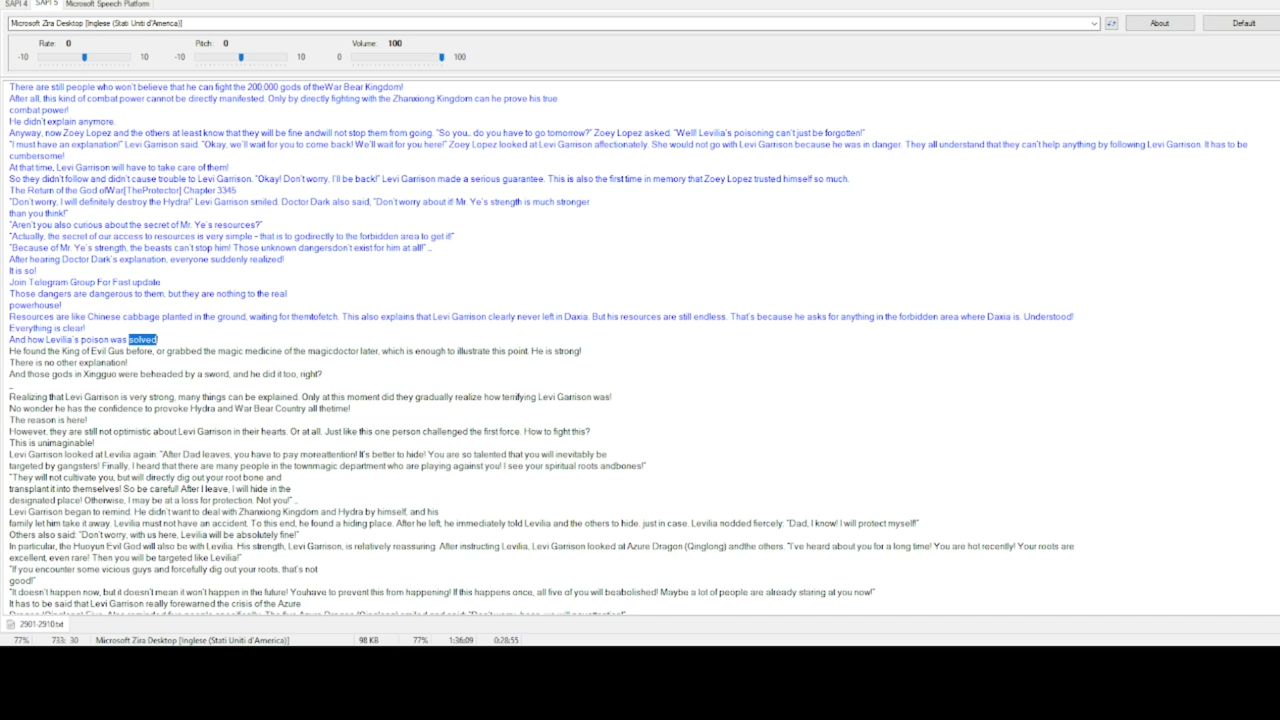 SAPI 4 SAPI 5 Microsoft Speech Platform
Microsoft Zira Desktop [Inglese (Stati Uniti d'America)] About Default
Rate: 0 Pitch: 0 Volume: 100
-10 10 -10 10 0 100
There are still people who won't believe that he can fight the 200,000 gods of theWar Bear Kingdom!
After all, this kind of combat power cannot be directly manifested. Only by directly fighting with the Zhanxiong Kingdom can he prove his true
combat power!
He didn't explain anymore.
Anyway, now Zoey Lopez and the others at least know that they will be fine andwill not stop them from going. "So you.. do you have to go tomorrow?" Zoey Lopez asked. "Well! Levilia's poisoning can't just be forgotten!"
"I must have an explanation!" Levi Garrison said. "Okay, we'll wait for you to come back! We'll wait for you here!" Zoey Lopez looked at Levi Garrison affectionately. She would not go with Levi Garrison because he was in danger. They all understand that they can't help anything by following Levi Garrison. It has to be
cumbersome!
At that time, Levi Garrison will have to take care of them!
So they didn't follow and didn't cause trouble to Levi Garrison. "Okay! Don't worry, I'll be back!" Levi Garrison made a serious guarantee. This is also the first time in memory that Zoey Lopez trusted himself so much.
The Return of the God ofWar[TheProtector] Chapter 3345
"Don't worry, I will definitely destroy the Hydra!" Levi Garrison smiled. Doctor Dark also said, "Don't worry about it! Mr. Ye's strength is much stronger
than you think!"
"Aren't you also curious about the secret of Mr. Ye's resources?"
"Actually, the secret of our access to resources is very simple - that is to godirectly to the forbidden area to get it!"
"Because of Mr. Ye's strength, the beasts can't stop him! Those unknown dangersdon't exist for him at all!" ..
After hearing Doctor Dark's explanation, everyone suddenly realized!
It is so!
Join Telegram Group For Fast update
Those dangers are dangerous to them, but they are nothing to the real
powerhouse!
Resources are like Chinese cabbage planted in the ground, waiting for themtofetch. This also explains that Levi Garrison clearly never left in Daxia. But his resources are still endless. That's because he asks for anything in the forbidden area where Daxia is. Understood!
Everything is clear!
And how Levilia's poison was solved.
He found the King of Evil Gus before, or grabbed the magic medicine of the magicdoctor later, which is enough to illustrate this point. He is strong!
There is no other explanation!
And those gods in Xingguo were beheaded by a sword, and he did it too, right?
..
Realizing that Levi Garrison is very strong, many things can be explained. Only at this moment did they gradually realize how terrifying Levi Garrison was!
No wonder he has the confidence to provoke Hydra and War Bear Country all thetime!
The reason is here!
However, they are still not optimistic about Levi Garrison in their hearts. Or at all. Just like this one person challenged the first force. How to fight this?
This is unimaginable!
Levi Garrison looked at Levilia again: "After Dad leaves, you have to pay moreattention! It's better to hide! You are so talented that you will inevitably be
targeted by gangsters! Finally, I heard that there are many people in the townmagic department who are playing against you! I see your spiritual roots andbones!"
"They will not cultivate you, but will directly dig out your root bone and
transplant it into themselves! So be careful! After I leave, I will hide in the
designated place! Otherwise, I may be at a loss for protection. Not you!" ..
Levi Garrison began to remind. He didn't want to deal with Zhanxiong Kingdom and Hydra by himself, and his
family let him take it away. Levilia must not have an accident. To this end, he found a hiding place. After he left, he immediately told Levilia and the others to hide. just in case. Levilia nodded fiercely: "Dad, I know! I will protect myself!"
Others also said: "Don't worry, with us here, Levilia will be absolutely fine!"
In particular, the Huoyun Evil God will also be with Levilia. His strength, Levi Garrison, is relatively reassuring. After instructing Levilia, Levi Garrison looked at Azure Dragon (Qinglong) andthe others. "I've heard about you for a long time! You are hot recently! Your roots are
excellent, even rare! Then you will be targeted like Levilia!"
"If you encounter some vicious guys and forcefully dig out your roots, that's not
good!"
"It doesn't happen now, but it doesn't mean it won't happen in the future! Youhave to prevent this from happening! If this happens once, all five of you will beabolished! Maybe a lot of people are already staring at you now!"
It has to be said that Levi Garrison really forewarned the crisis of the Azure
2901-2910.txt
77% 733: 30 Microsoft Zira Desktop [Inglese (Stati Uniti d'America)] 98 KB 77% 1:36:09 0:28:55